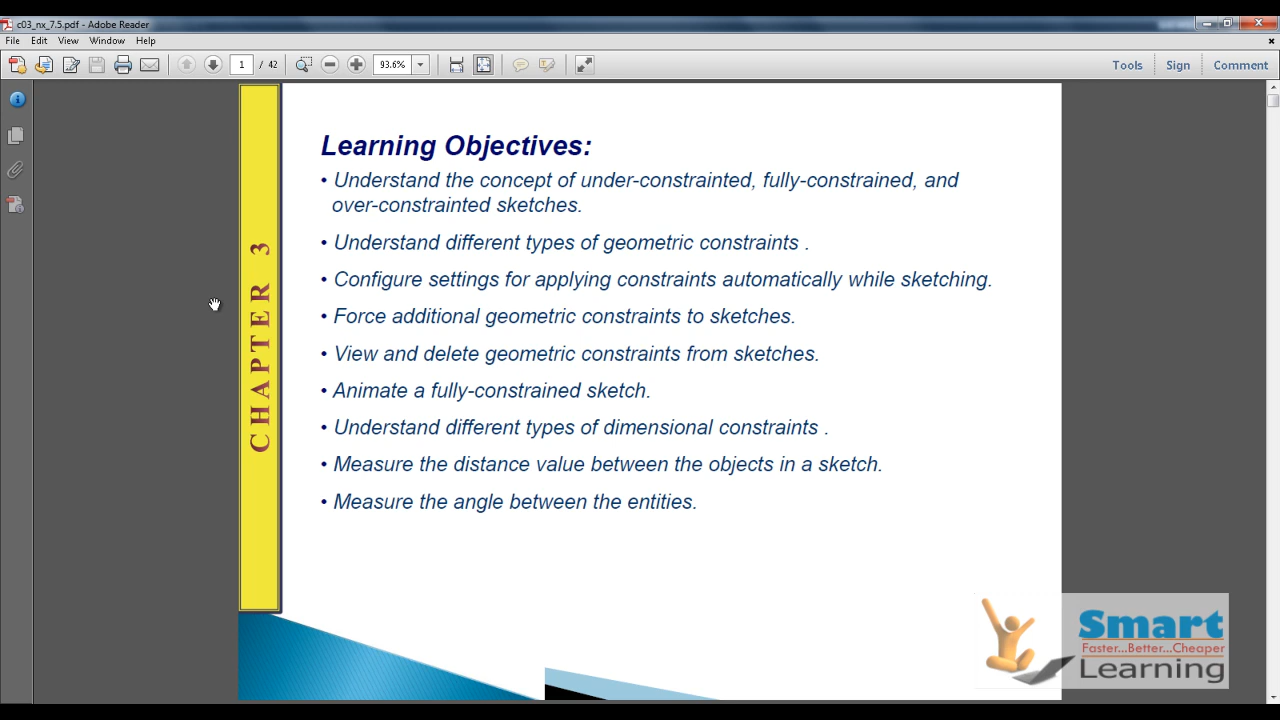 c03_nx_7.5.pdf - Adobe Reader
File Edit View Window Help
1 / 42 93.6% Tools Sign Comment
CHAPTER 3
Learning Objectives:
• Understand the concept of under-constrainted, fully-constrained, and
over-constrainted sketches.
• Understand different types of geometric constraints .
• Configure settings for applying constraints automatically while sketching.
• Force additional geometric constraints to sketches.
• View and delete geometric constraints from sketches.
• Animate a fully-constrained sketch.
• Understand different types of dimensional constraints .
• Measure the distance value between the objects in a sketch.
• Measure the angle between the entities.
Smart
Faster...Better...Cheaper
Learning